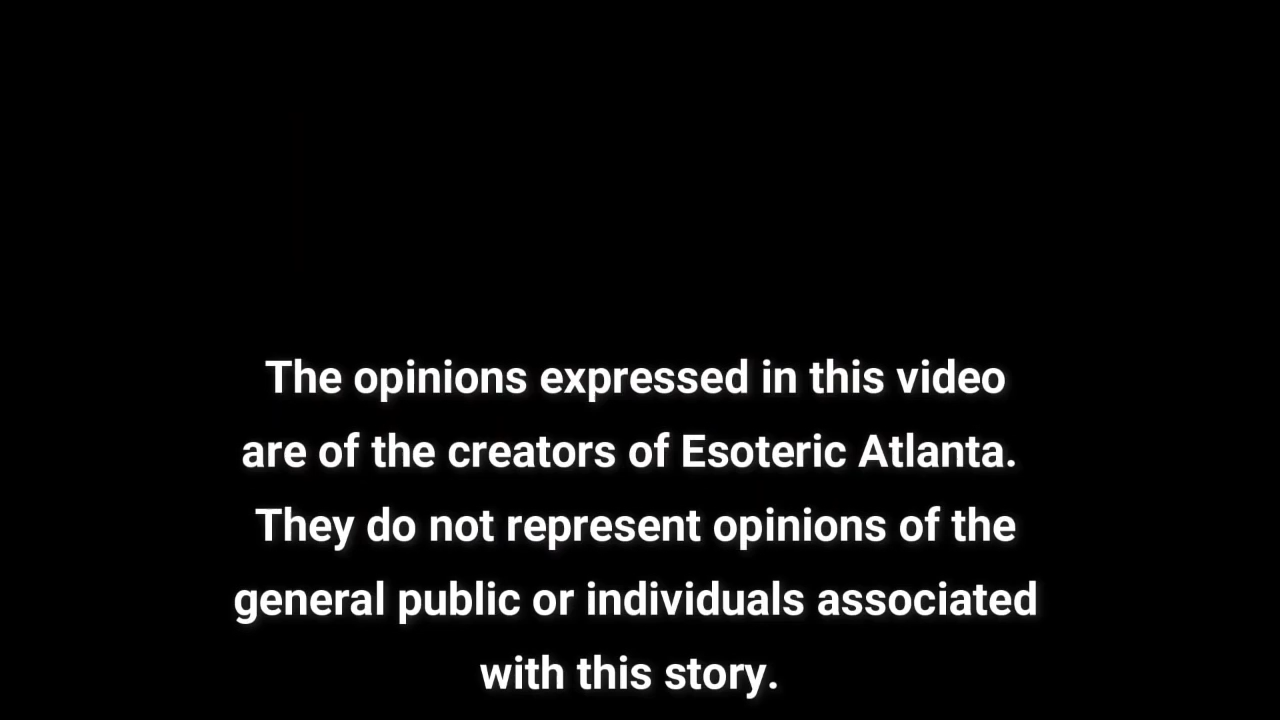 The opinions expressed in this video
are of the creators of Esoteric Atlanta.
They do not represent opinions of the
general public or individuals associated
with this story.